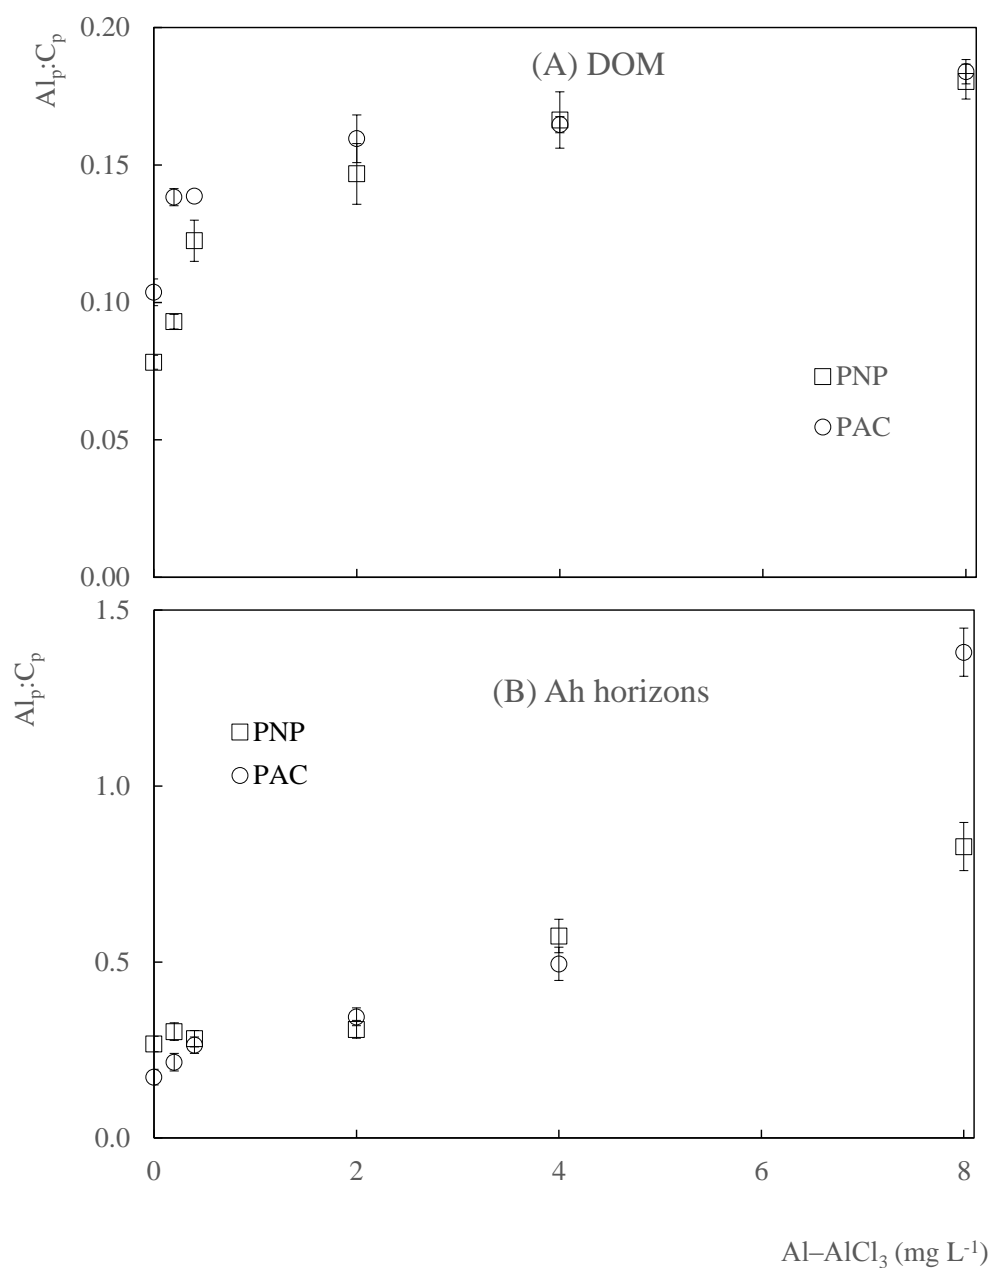 0.20
Alp:Cp
(A) DOM
0.15
0.10
PNP
PAC
0.05
0.00
1.5
Alp:Cp
(B) Ah horizons
PNP
PAC
1.0
0.5
0.0
0 2 4 6 8
Al–AlCl3 (mg L-1)